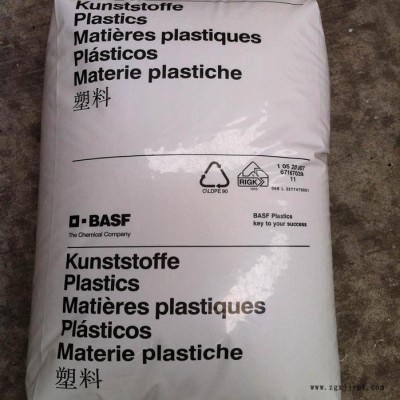 Kunststoffe
Plastics
Matières plastiques
Plásticos
Materie plastiche
塑料
C/LDPE 90
RIGK
11
BASF
The Chemical Company
BASF Plastics
key to your success
Kunststoffe
Plastics
Matières plastiques
Plásticos
Materie plastiche
塑料